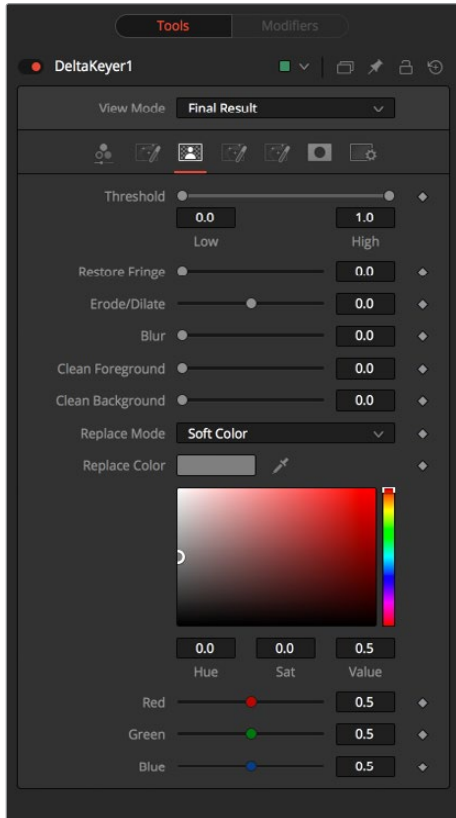 Tools Modifiers
DeltaKeyer1
View Mode Final Result
Threshold
0.0 1.0
Low High
Restore Fringe 0.0
Erode/Dilate 0.0
Blur 0.0
Clean Foreground 0.0
Clean Background 0.0
Replace Mode Soft Color
Replace Color
0.0 0.0 0.5
Hue Sat Value
Red 0.5
Green 0.5
Blue 0.5